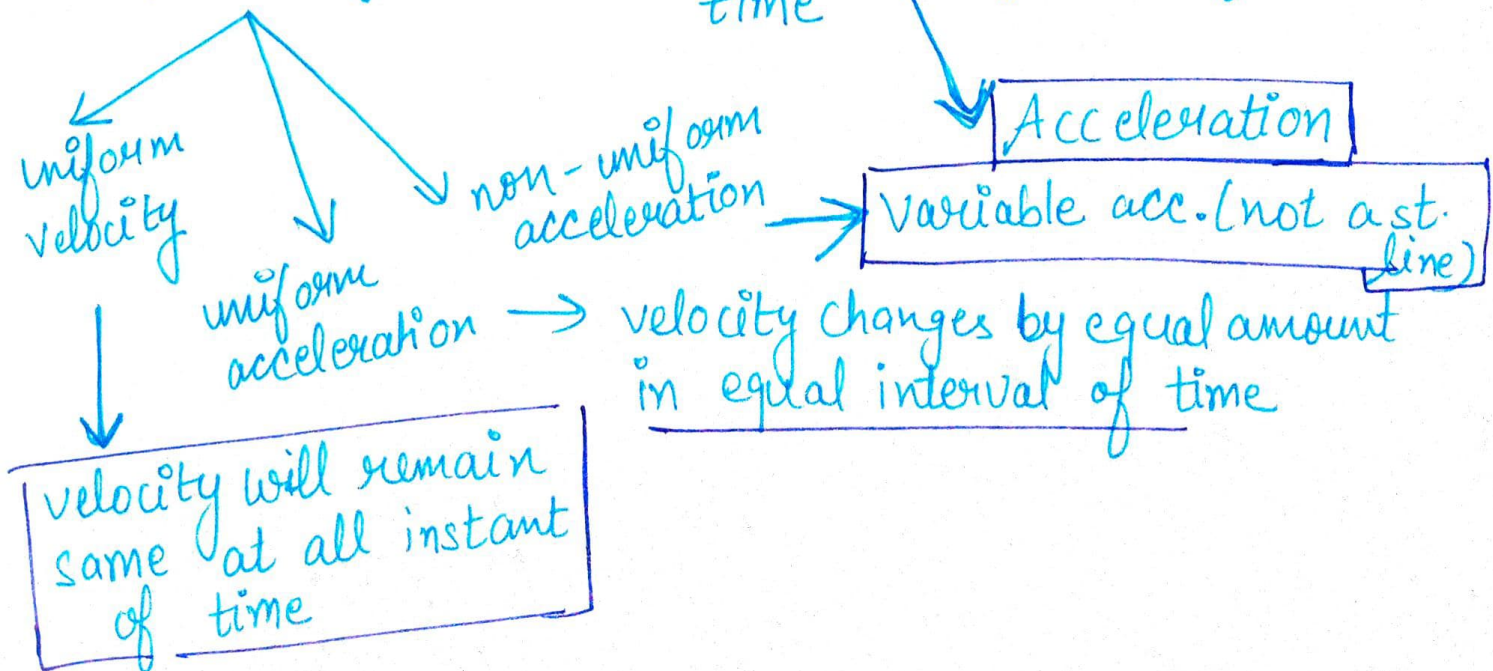 time
Acceleration
uniform
velocity
non-uniform
acceleration
variable acc. (not a st.
line)
uniform
acceleration
velocity changes by equal amount
in equal interval of time
velocity will remain
same at all instant
of time